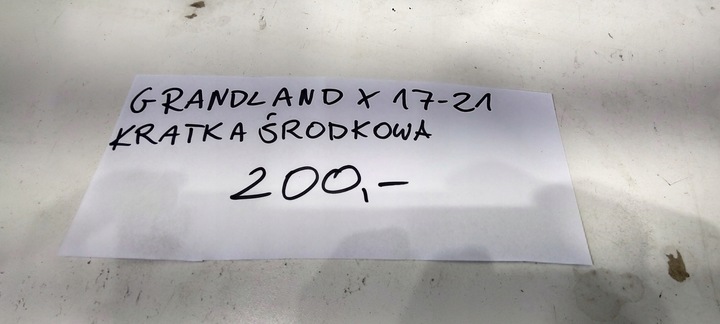 GRANDLAND X 17-21
KRATKA ŚRODKOWA
200,-